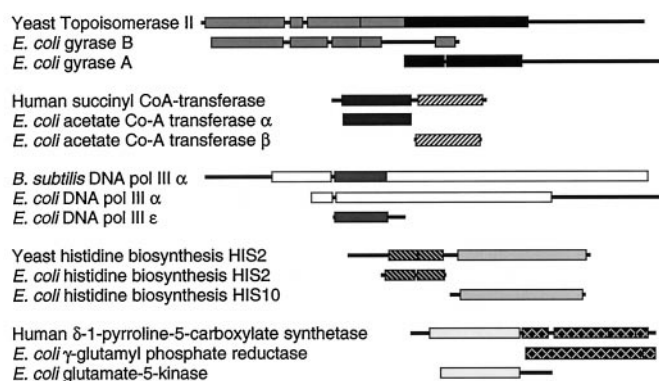 Yeast Topoisomerase II
E. coli gyrase B
E. coli gyrase A
Human succinyl CoA-transferase
E. coli acetate Co-A transferase α
E. coli acetate Co-A transferase β
B. subtilis DNA pol III α
E. coli DNA pol III α
E. coli DNA pol III ε
Yeast histidine biosynthesis HIS2
E. coli histidine biosynthesis HIS2
E. coli histidine biosynthesis HIS10
Human δ-1-pyrroline-5-carboxylate synthetase
E. coli γ-glutamyl phosphate reductase
E. coli glutamate-5-kinase